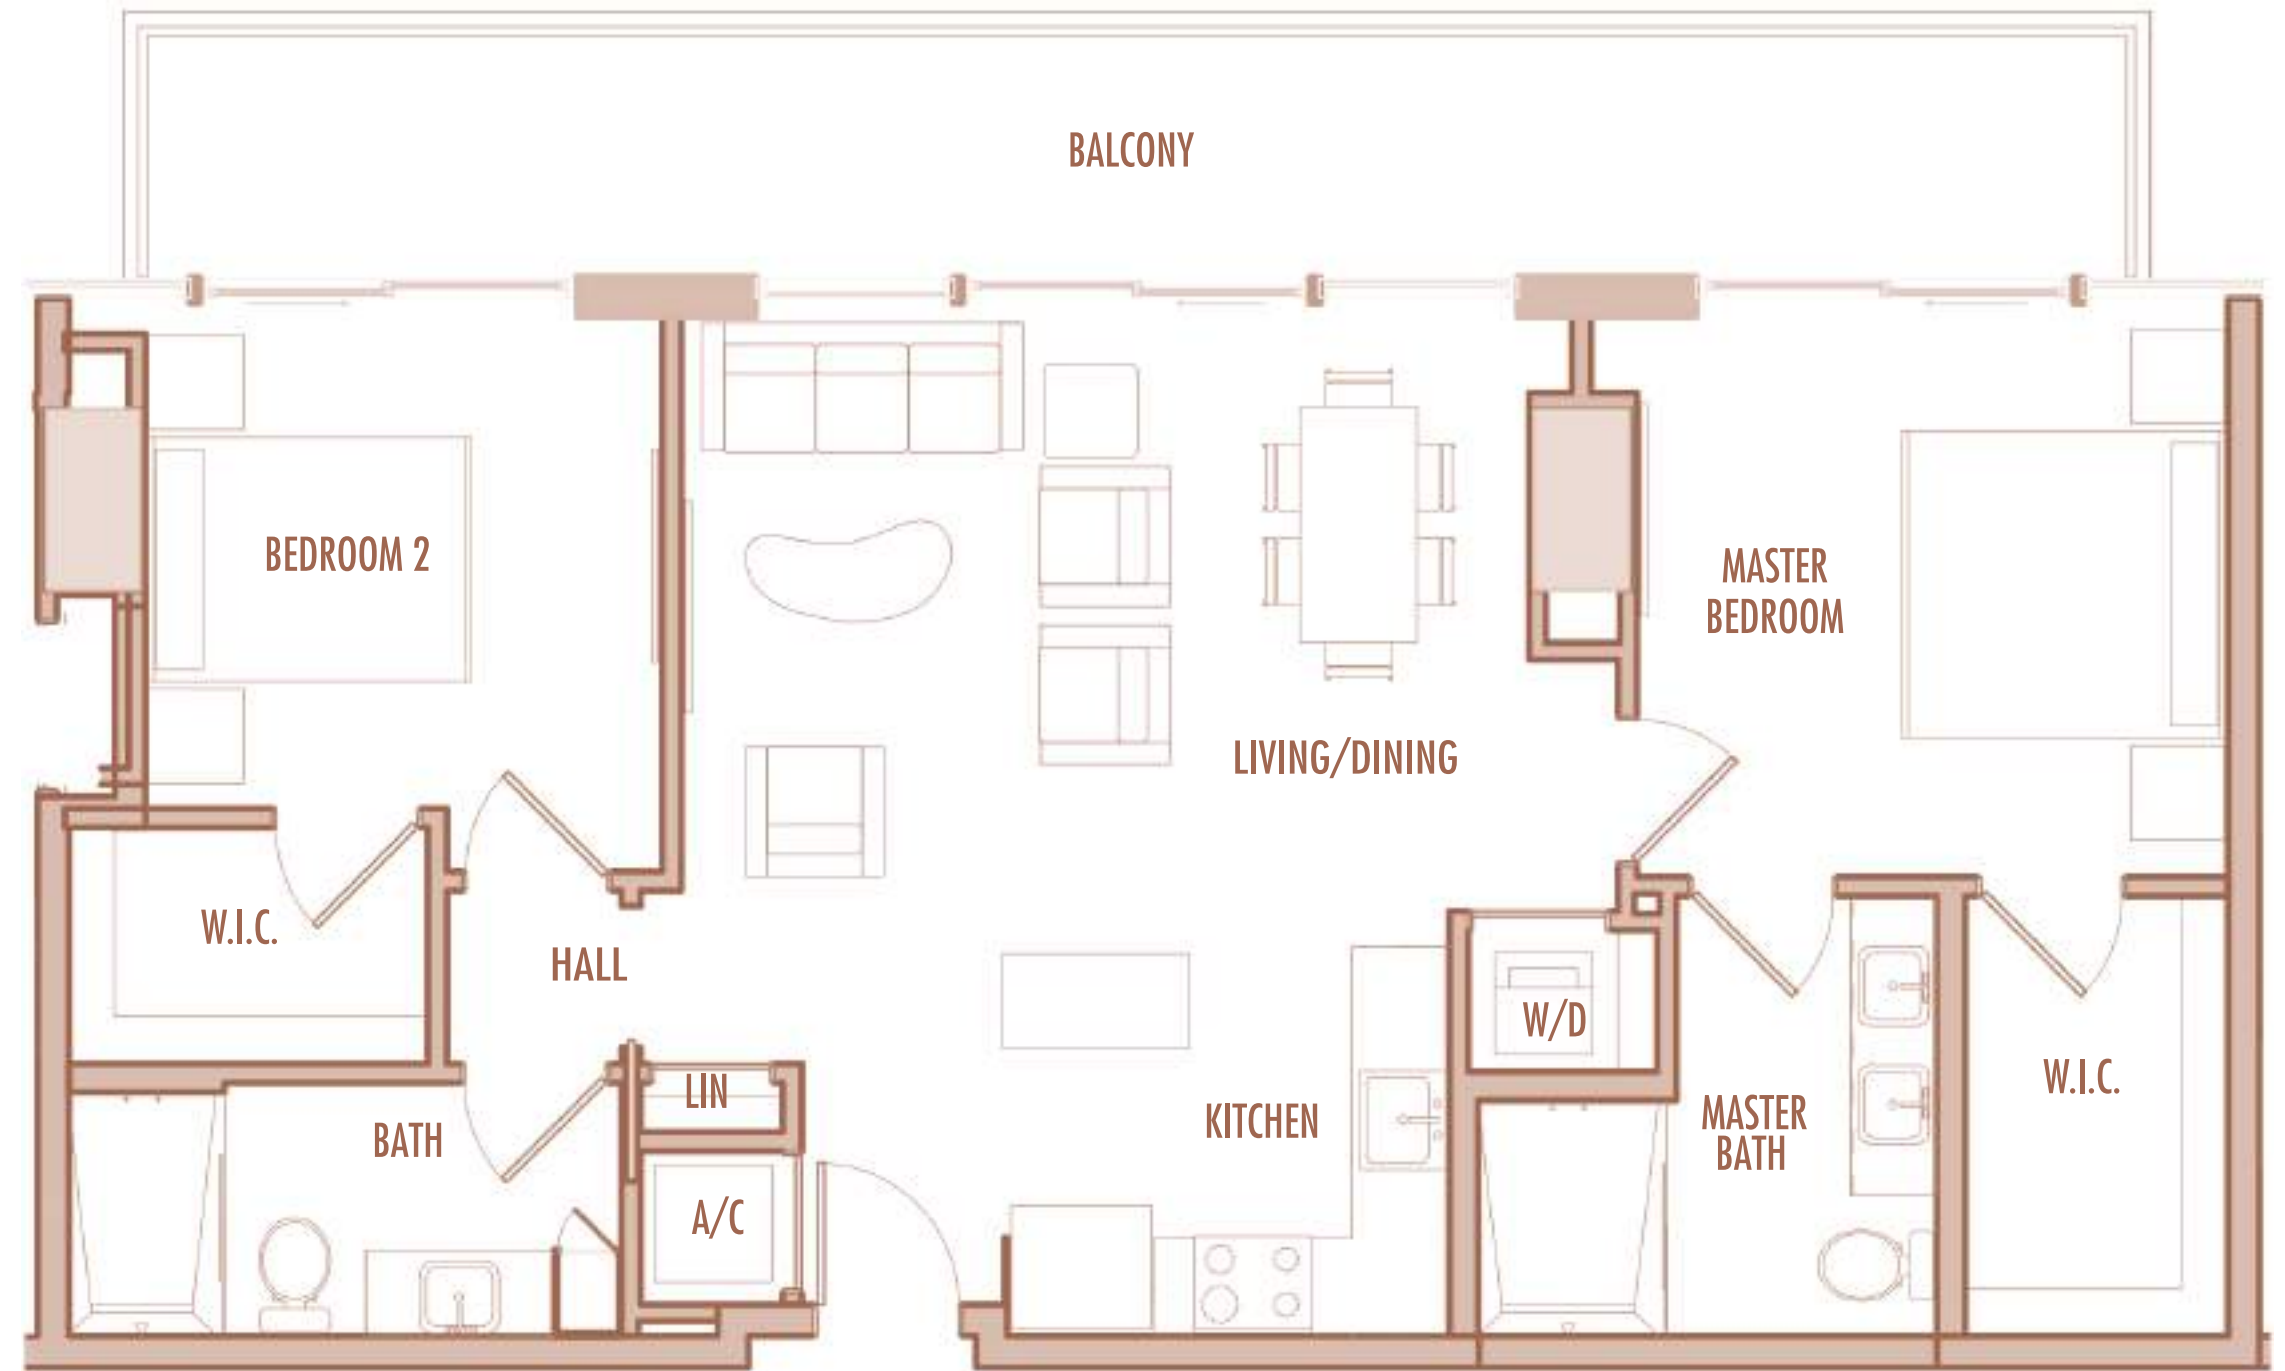 BALCONY
BEDROOM 2
MASTER
BEDROOM
LIVING/DINING
W.I.C.
HALL
W/D
W.I.C.
LIN
KITCHEN
MASTER
BATH
BATH
A/C